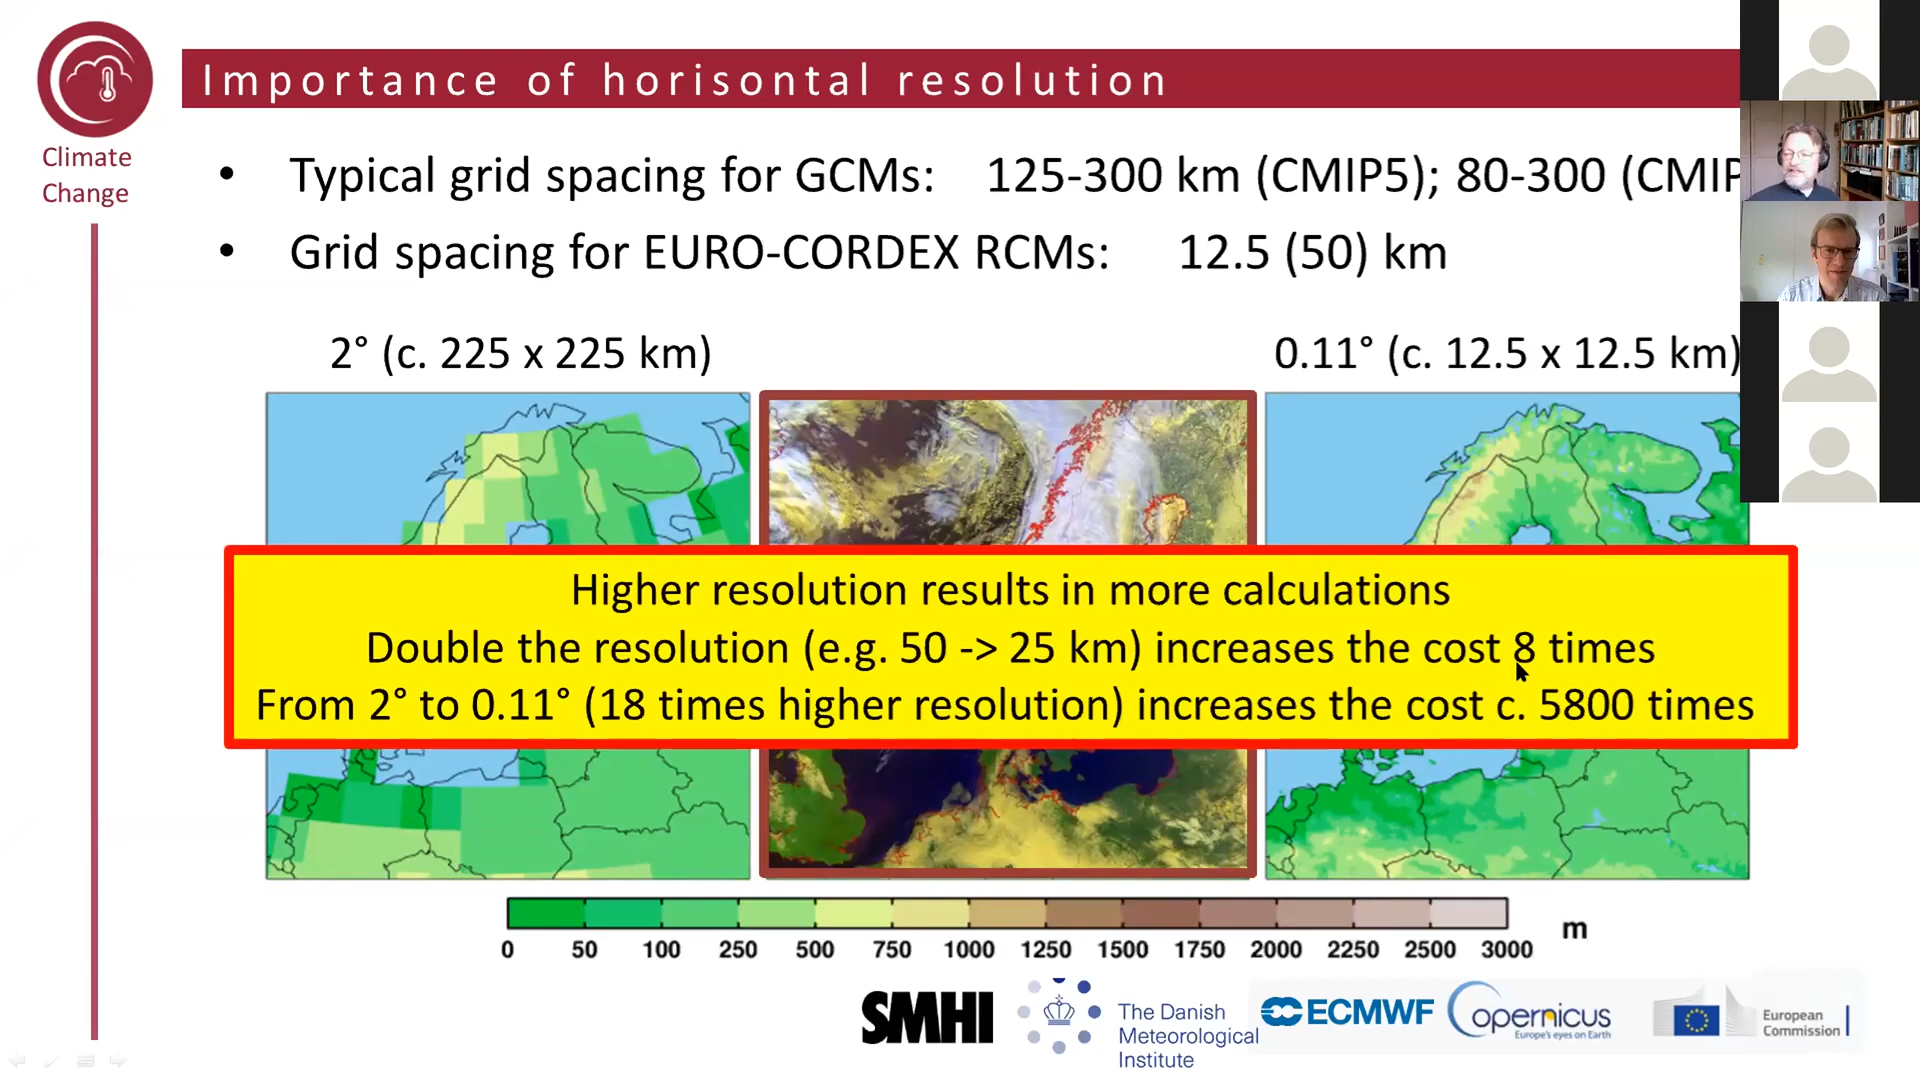 Importance of horisontal resolution
Climate
Change
• Typical grid spacing for GCMs: 125-300 km (CMIP5); 80-300 (CMIP
• Grid spacing for EURO-CORDEX RCMs: 12.5 (50) km
2° (c. 225 x 225 km)
0.11° (c. 12.5 x 12.5 km)
Higher resolution results in more calculations
Double the resolution (e.g. 50 -> 25 km) increases the cost 8 times
From 2° to 0.11° (18 times higher resolution) increases the cost c. 5800 times
0 50 100 250 500 750 1000 1250 1500 1750 2000 2250 2500 3000 m
SMHI
The Danish
Meteorological
Institute
ECMWF
Copernicus
Europe's eyes on Earth
European
Commission